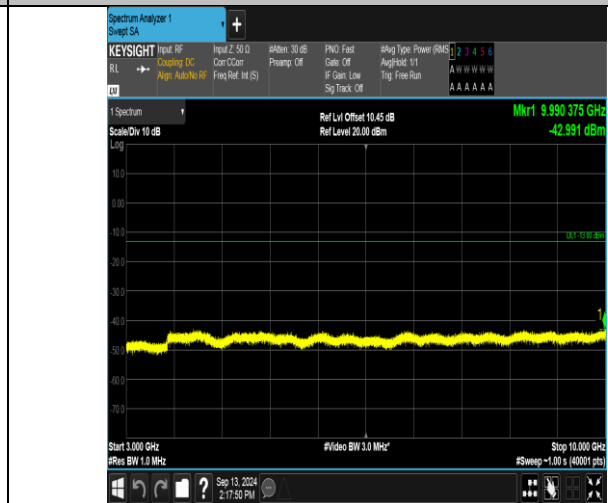 Spectrum Analyzer 1
Swept SA
+
KEYSIGHT Input: RF Input Z: 50 Ω #Atten: 30 dB PNO: Fast #Avg Type: Power (RMS 1 2 3 4 5 6
RL Coupling: DC Corr CCorr Preamp: Off Gate: Off Avg|Hold: 1/1 A W W W W W
Align: Auto/No RF Freq Ref: Int (S) IF Gain: Low Trig: Free Run
Sig Track: Off A A A A A A
1 Spectrum Ref Lvl Offset 10.45 dB Mkr1 9.990 375 GHz
Scale/Div 10 dB Ref Level 20.00 dBm -42.991 dBm
Log
10.0
0.00
-10.0
DL1 -13.00 dBm
-20.0
-30.0
-40.0
1
-50.0
-60.0
-70.0
Start 3.000 GHz #Video BW 3.0 MHz* Stop 10.000 GHz
#Res BW 1.0 MHz #Sweep ~1.00 s (40001 pts)
? Sep 13, 2024
2:17:50 PM